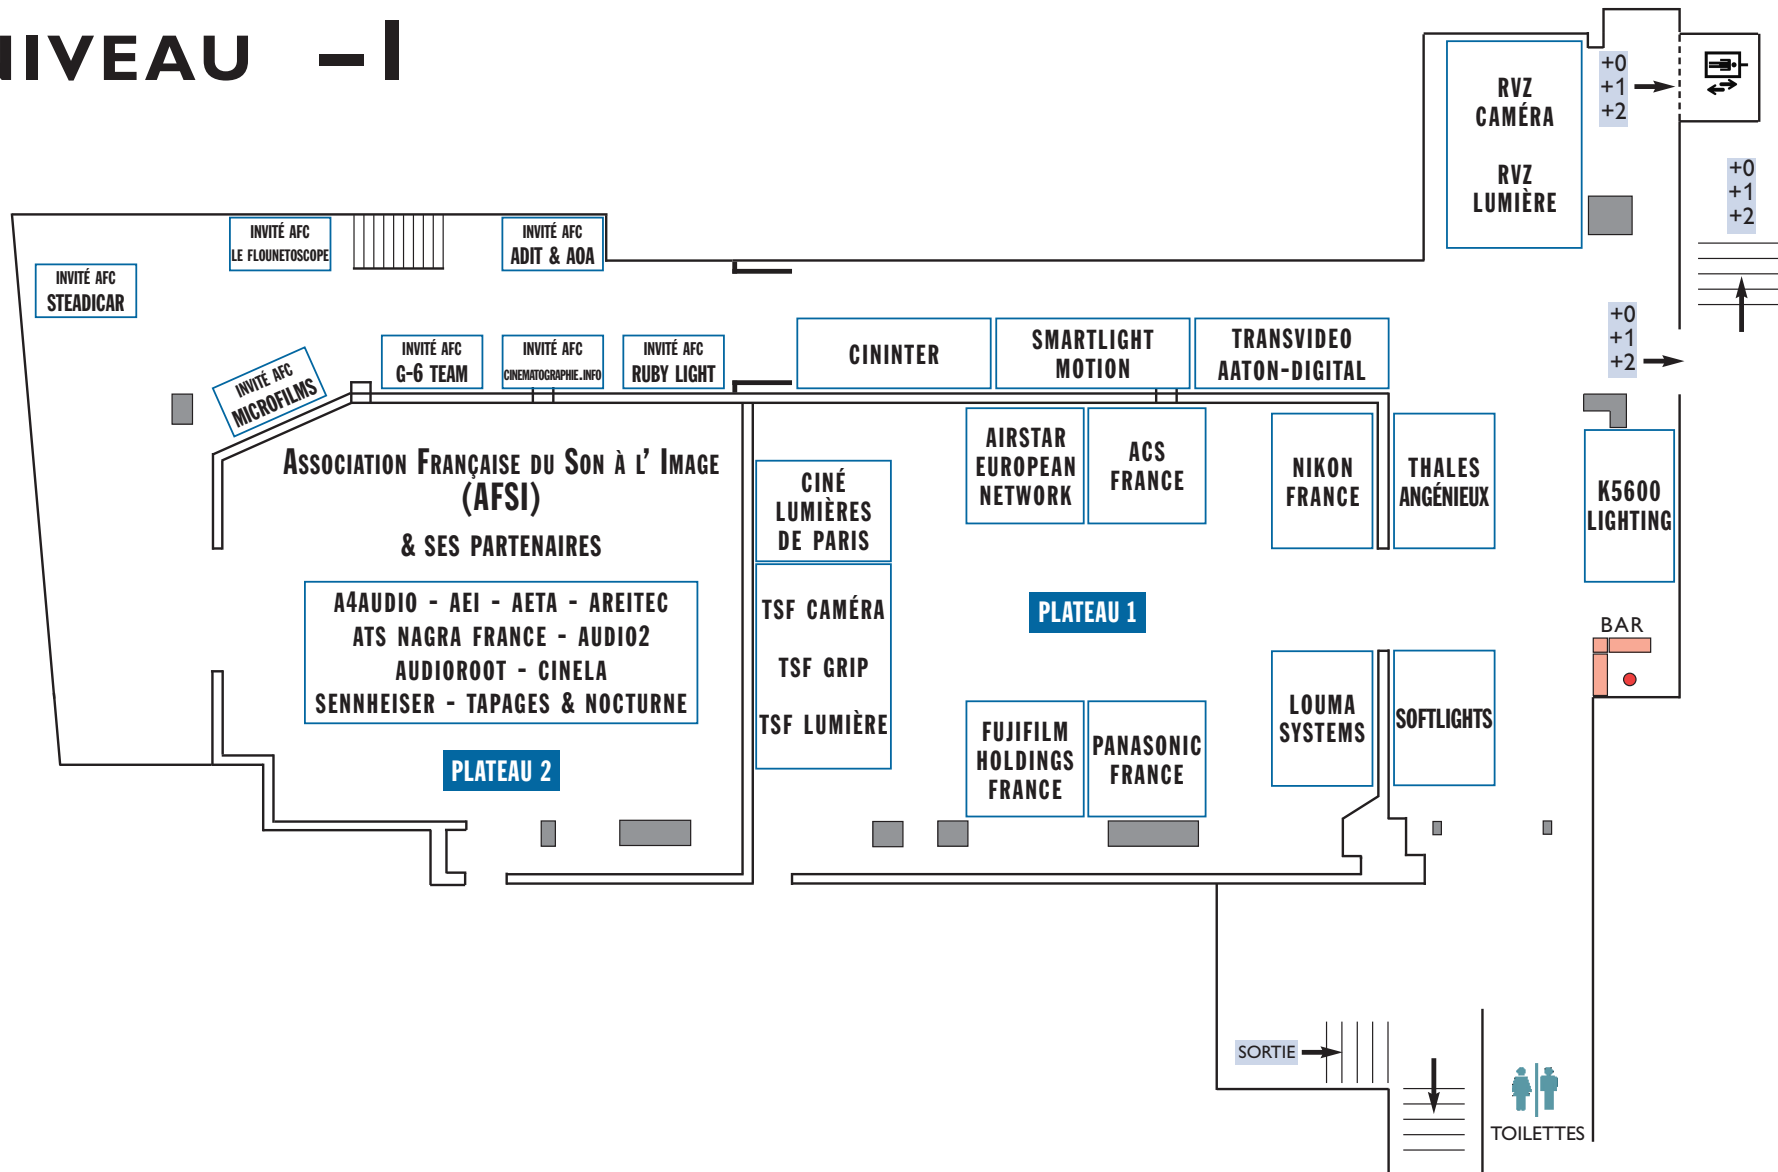 NIVEAU -1
RVZ
CAMÉRA
RVZ
LUMIÈRE
+0
+1
+2
+0
+1
+2
INVITÉ AFC
LE FLOUNETOSCOPE
INVITÉ AFC
ADIT & AOA
INVITÉ AFC
STEADICAR
+0
+1
+2
INVITÉ AFC
MICROFILMS
INVITÉ AFC
G-6 TEAM
INVITÉ AFC
CINEMATOGRAPHIE.INFO
INVITÉ AFC
RUBY LIGHT
CININTER
SMARTLIGHT
MOTION
TRANSVIDEO
AATON-DIGITAL
ASSOCIATION FRANÇAISE DU SON À L' IMAGE
(AFSI)
& SES PARTENAIRES
A4AUDIO - AEI - AETA - AREITEC
ATS NAGRA FRANCE - AUDIO2
AUDIOROOT - CINELA
SENNHEISER - TAPAGES & NOCTURNE
PLATEAU 2
CINÉ
LUMIÈRES
DE PARIS
TSF CAMÉRA
TSF GRIP
TSF LUMIÈRE
AIRSTAR
EUROPEAN
NETWORK
ACS
FRANCE
NIKON
FRANCE
THALES
ANGÉNIEUX
K5600
LIGHTING
PLATEAU 1
BAR
FUJIFILM
HOLDINGS
FRANCE
PANASONIC
FRANCE
LOUMA
SYSTEMS
SOFTLIGHTS
SORTIE
TOILETTES